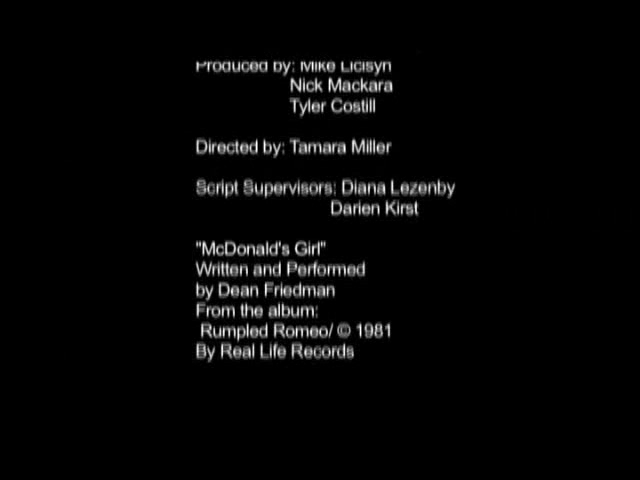 Produced by: Mike Licisyn
Nick Mackara
Tyler Costill
Directed by: Tamara Miller
Script Supervisors: Diana Lezenby
Darien Kirst
"McDonald's Girl"
Written and Performed
by Dean Friedman
From the album:
Rumpled Romeo/ © 1981
By Real Life Records